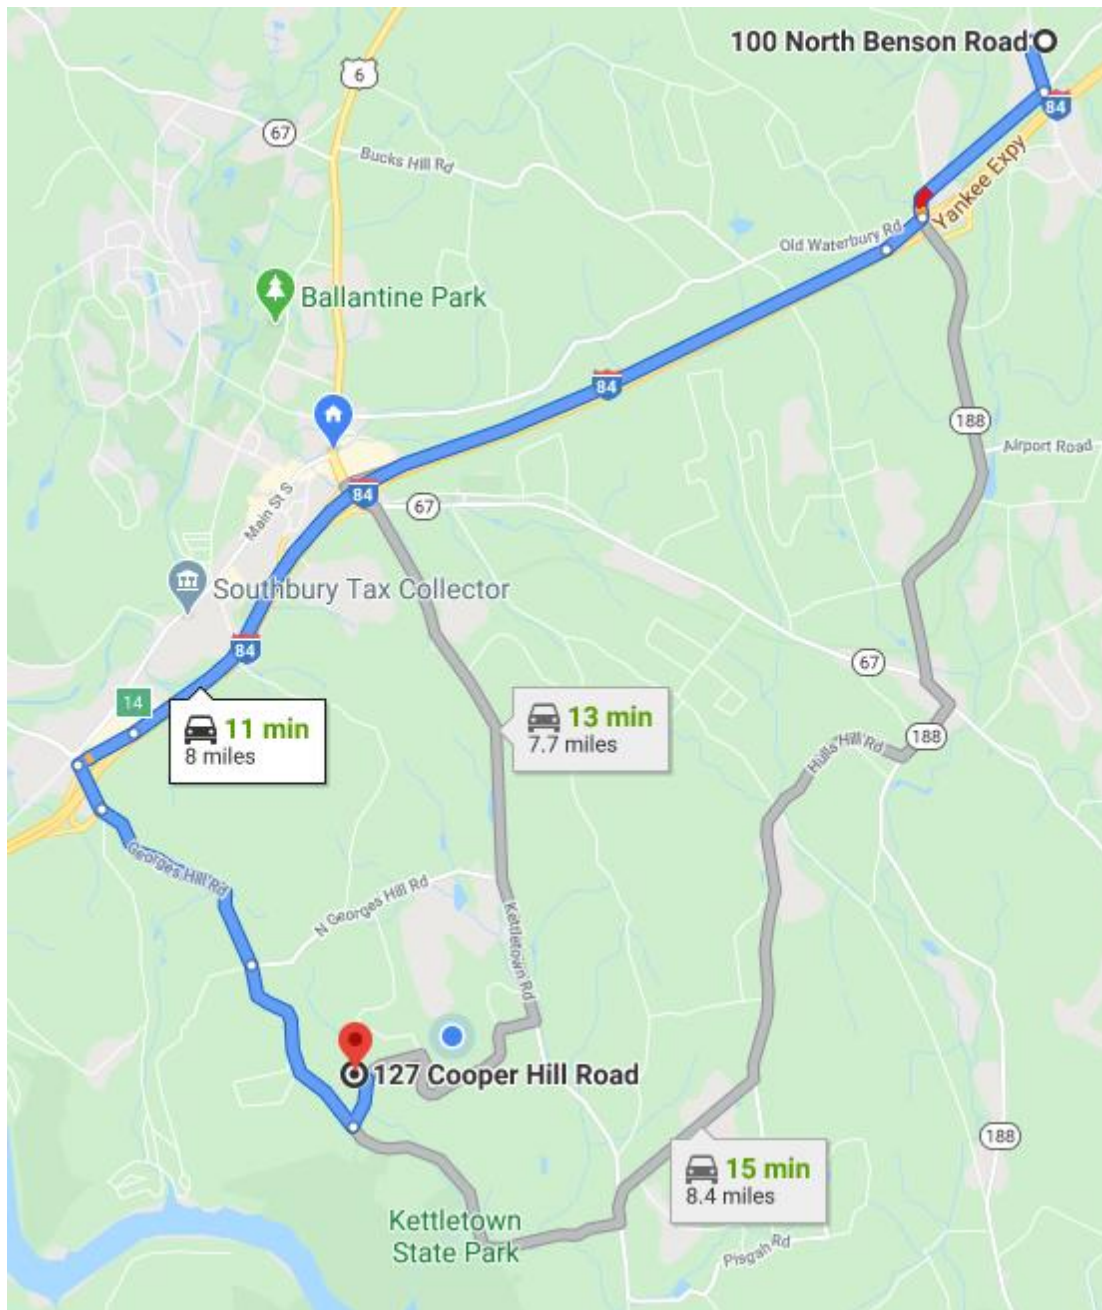 100 North Benson Road
6
84
67
Bucks Hill Rd
Yankee Expy
Old Waterbury Rd
Ballantine Park
84
188
Airport Road
84
67
Main St S
Southbury Tax Collector
84
67
14
11 min
8 miles
13 min
7.7 miles
188
Hulls Hill Rd
Georges Hill Rd
N Georges Hill Rd
Kettletown Rd
127 Cooper Hill Road
188
15 min
8.4 miles
Kettletown
State Park
Pisgah Rd